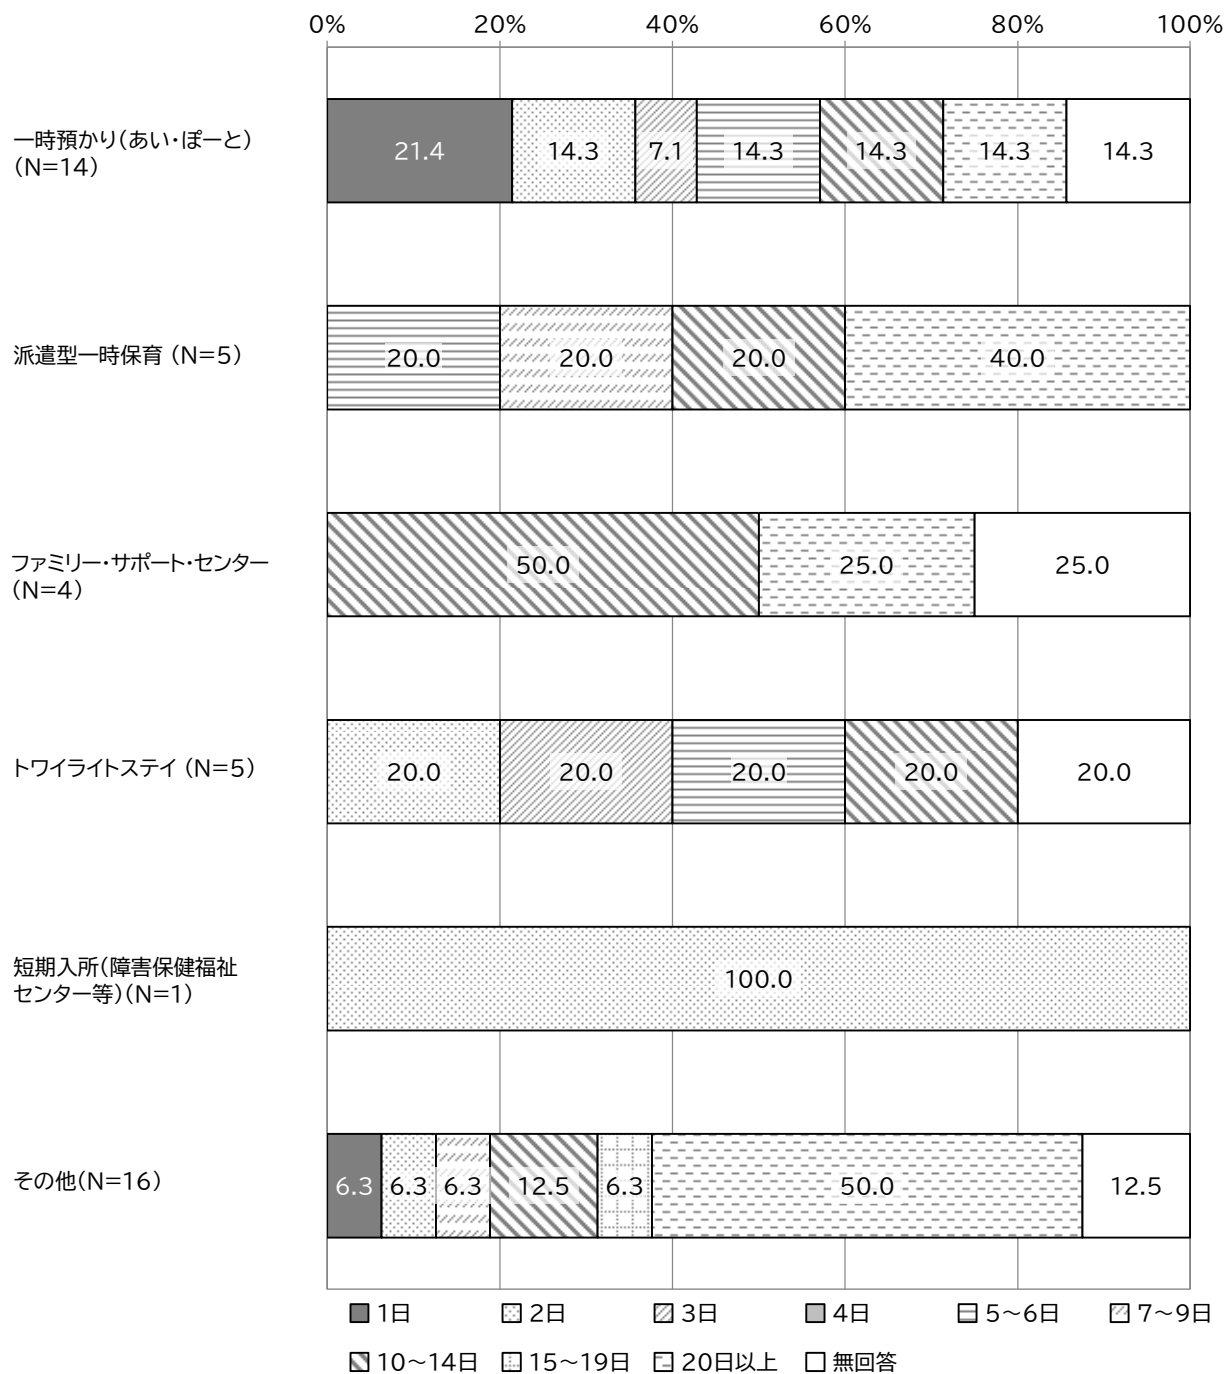 0% 20% 40% 60% 80% 100%
一時預かり(あい・ぽーと)
(N=14)
21.4 14.3 7.1 14.3 14.3 14.3 14.3
派遣型一時保育 (N=5)
20.0 20.0 20.0 40.0
ファミリー・サポート・センター
(N=4)
50.0 25.0 25.0
トワイライトステイ (N=5)
20.0 20.0 20.0 20.0 20.0
短期入所(障害保健福祉
センター等)(N=1)
100.0
その他(N=16)
6.3 6.3 6.3 12.5 6.3 50.0 12.5
1日 2日 3日 4日 5～6日 7～9日
10～14日 15～19日 20日以上 無回答